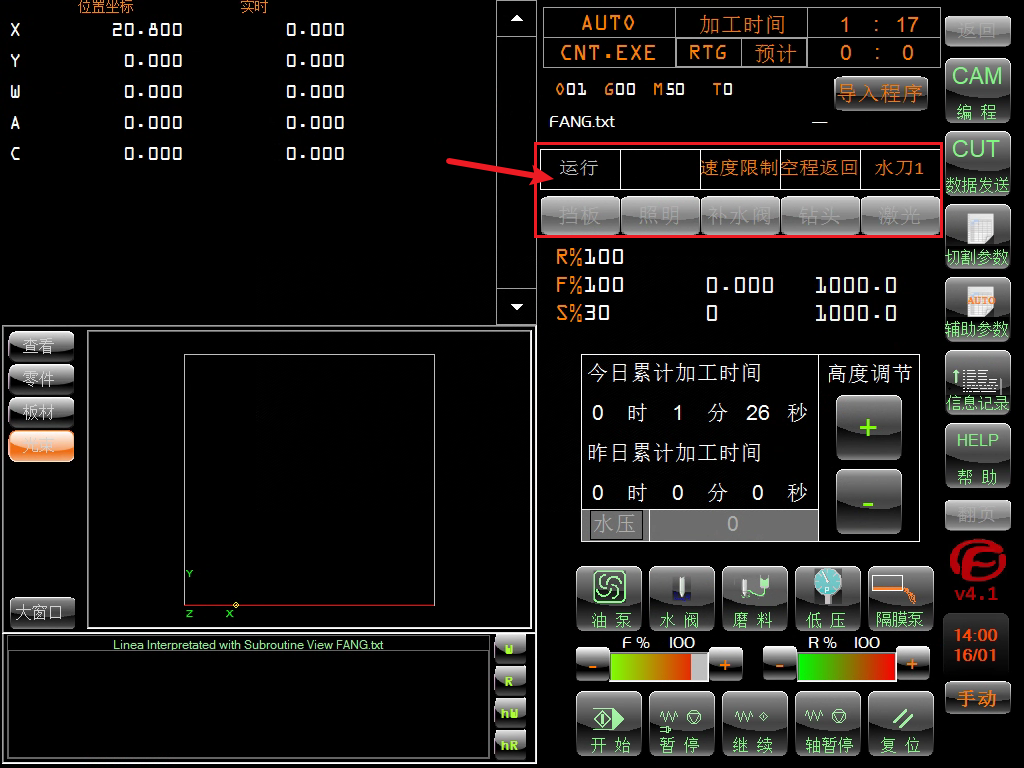 位置坐标 实时
X 20.800 0.000
Y 0.000 0.000
W 0.000 0.000
A 0.000 0.000
C 0.000 0.000
AUTO 加工时间 1 : 17
CNT.EXE RTG 预计 0 : 0
O01 G00 M50 T0 导入程序
FANG.txt —
运行 速度限制 空程返回 水刀1
挡板 照明 补水阀 钻头 激光
R%100
F%100 0.000 1000.0
S%30 0 1000.0
返回
CAM
编程
CUT
数据发送
切割参数
AUTO
辅助参数
信息记录
HELP
帮助
翻页
v4.1
14:00
16/01
手动
查看
零件
板材
光束
大窗口
Y
Z X
今日累计加工时间
0 时 1 分 26 秒
昨日累计加工时间
0 时 0 分 0 秒
水压 0
高度调节
+
-
油泵 水阀 磨料 低压 隔膜泵
F % 100 R % 100
- + - +
开始 暂停 继续 轴暂停 复位
Linea Interpretated with Subroutine View FANG.txt
W
R
hW
hR